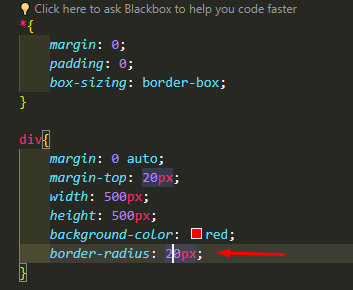 Click here to ask Blackbox to help you code faster
*{
margin: 0;
padding: 0;
box-sizing: border-box;
}
div{
margin: 0 auto;
margin-top: 20px;
width: 500px;
height: 500px;
background-color: red;
border-radius: 20px;
}